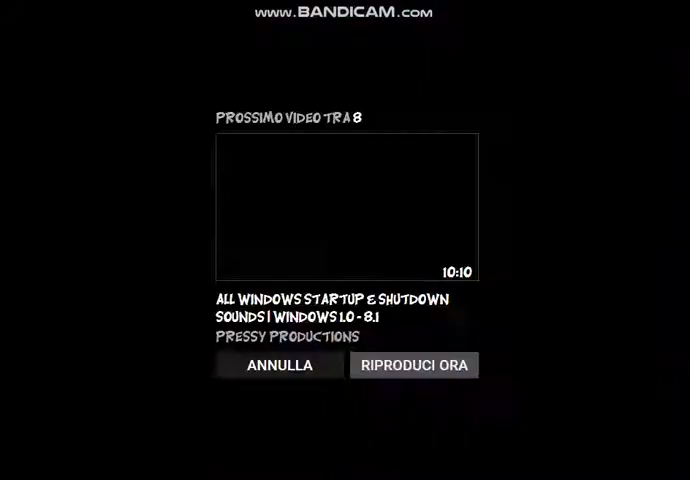 WWW.BANDICAM.COM
PROSSIMO VIDEO TRA 8
10:10
ALL WINDOWS STARTUP & SHUTDOWN
SOUNDS | WINDOWS 1.0 - 8.1
PRESSY PRODUCTIONS
ANNULLA
RIPRODUCI ORA